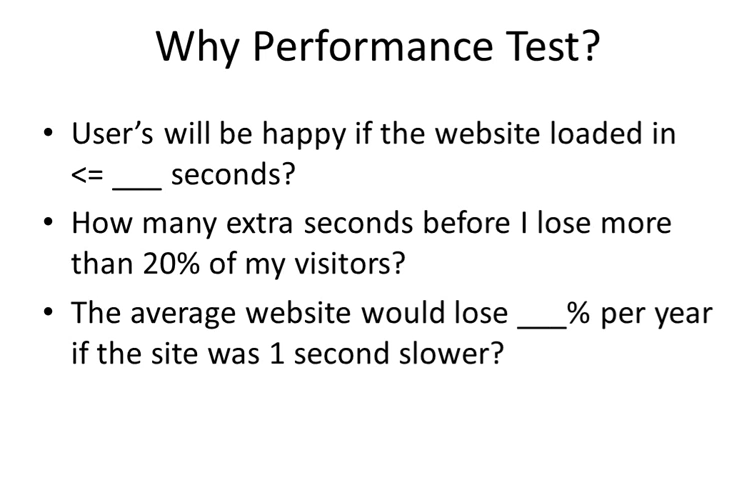 Why Performance Test?
• User's will be happy if the website loaded in
<= ___ seconds?
• How many extra seconds before I lose more
than 20% of my visitors?
• The average website would lose ___% per year
if the site was 1 second slower?